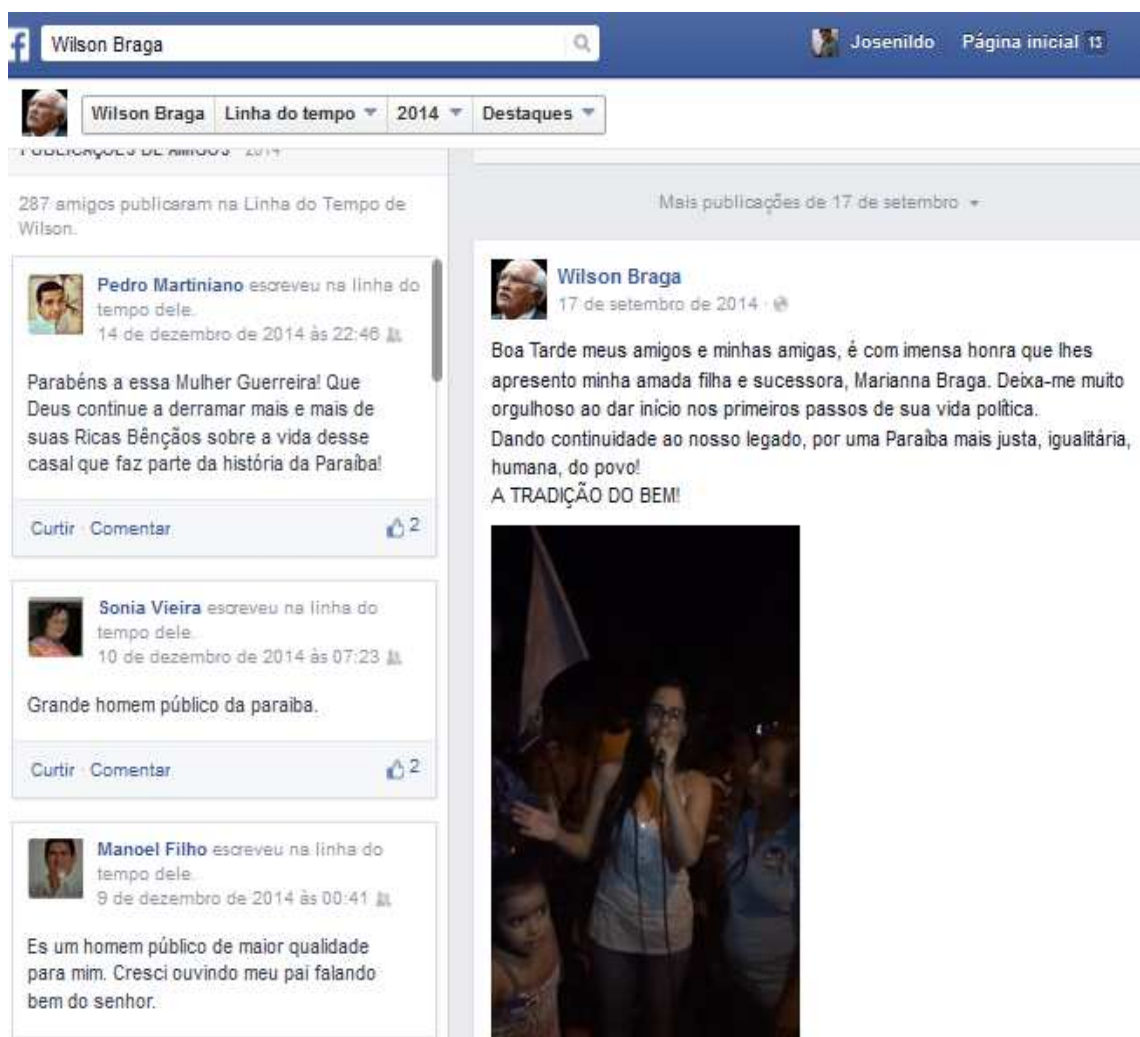 f
Wilson Braga
Josenildo Página inicial 13
Wilson Braga Linha do tempo 2014 Destaques
PUBLICAÇÕES DE AMIGOS 2014
287 amigos publicaram na Linha do Tempo de
Wilson.
Pedro Martiniano escreveu na linha do
tempo dele.
14 de dezembro de 2014 às 22:46
Parabéns a essa Mulher Guerreira! Que
Deus continue a derramar mais e mais de
suas Ricas Bênçãos sobre a vida desse
casal que faz parte da história da Paraíba!
Curtir · Comentar 2
Sonia Vieira escreveu na linha do
tempo dele.
10 de dezembro de 2014 às 07:23
Grande homem público da paraiba.
Curtir · Comentar 2
Manoel Filho escreveu na linha do
tempo dele.
9 de dezembro de 2014 às 00:41
Es um homem público de maior qualidade
para mim. Cresci ouvindo meu pai falando
bem do senhor.
Mais publicações de 17 de setembro
Wilson Braga
17 de setembro de 2014 ·
Boa Tarde meus amigos e minhas amigas, é com imensa honra que lhes
apresento minha amada filha e sucessora, Marianna Braga. Deixa-me muito
orgulhoso ao dar início nos primeiros passos de sua vida política.
Dando continuidade ao nosso legado, por uma Paraíba mais justa, igualitária,
humana, do povo!
A TRADIÇÃO DO BEM!